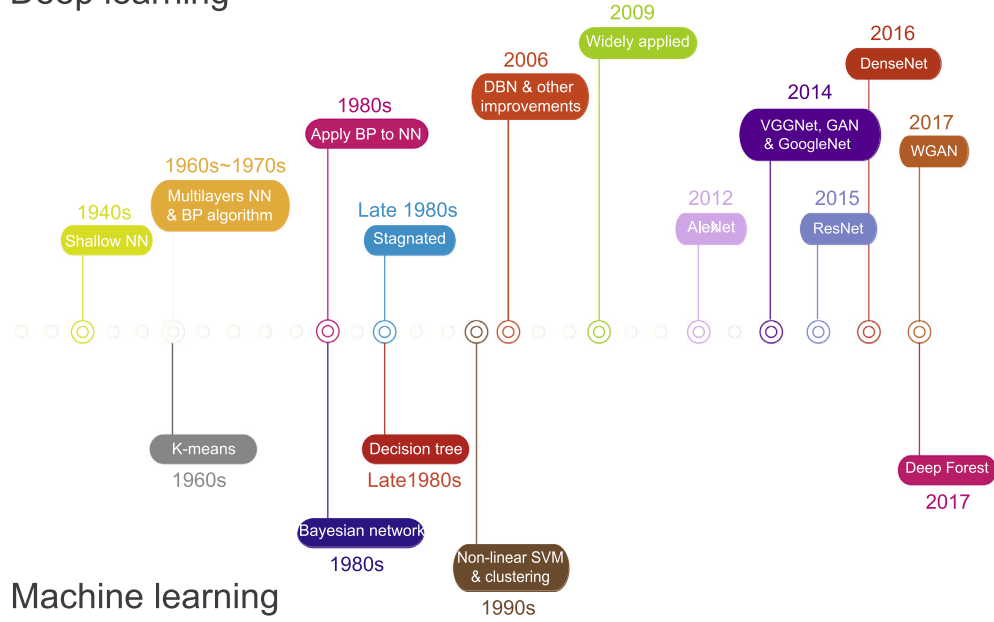 Deep learning
2009
Widely applied
2016
DenseNet
2006
DBN & other
improvements
2014
VGGNet, GAN
& GoogleNet
1980s
Apply BP to NN
2017
WGAN
1960s~1970s
Multilayers NN
& BP algorithm
1940s
Shallow NN
Late 1980s
Stagnated
2012
AlexNet
2015
ResNet
K-means
1960s
Decision tree
Late1980s
Deep Forest
2017
Bayesian network
1980s
Non-linear SVM
& clustering
1990s
Machine learning